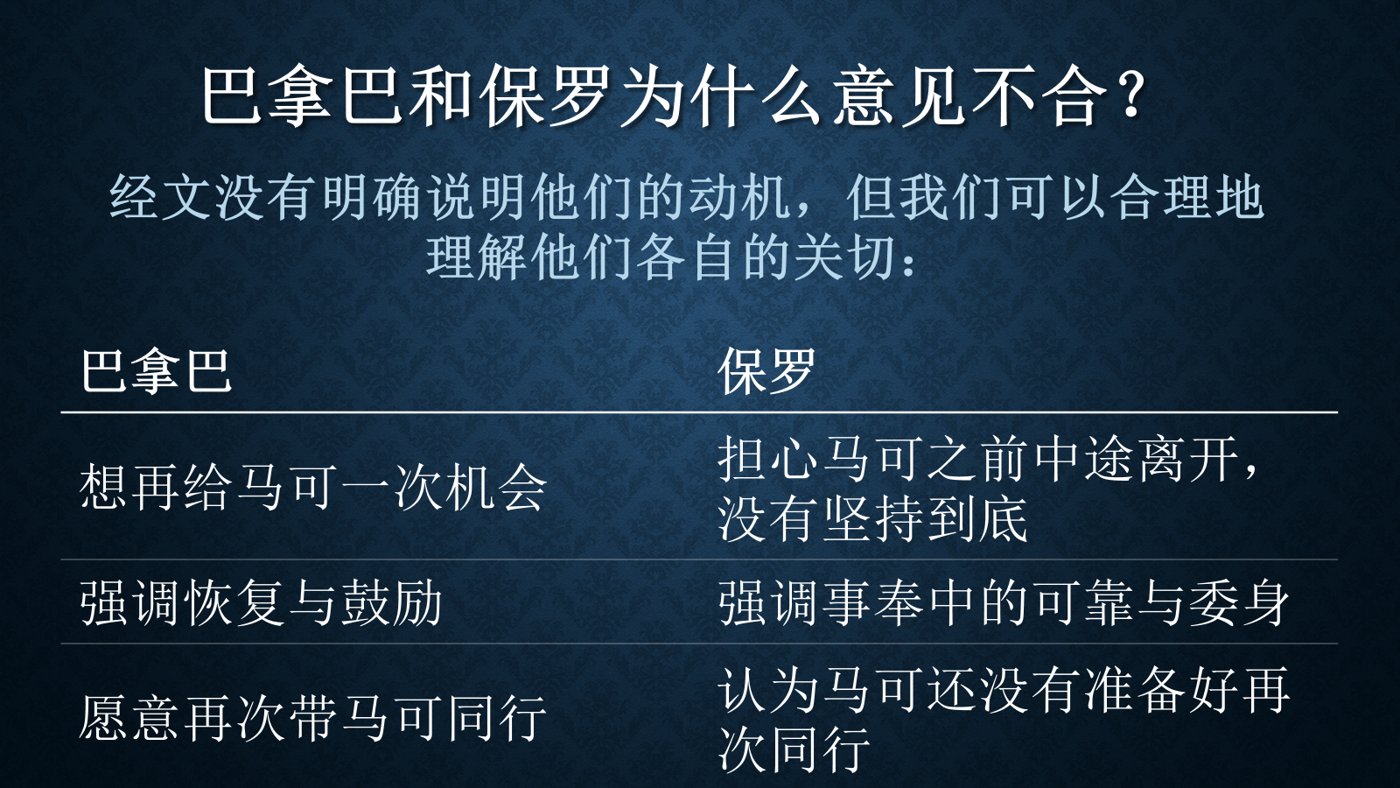 巴拿巴和保罗为什么意见不合？
经文没有明确说明他们的动机，但我们可以合理地
理解他们各自的关切：
巴拿巴
保罗
想再给马可一次机会
担心马可之前中途离开，
没有坚持到底
强调恢复与鼓励
强调事奉中的可靠与委身
愿意再次带马可同行
认为马可还没有准备好再
次同行